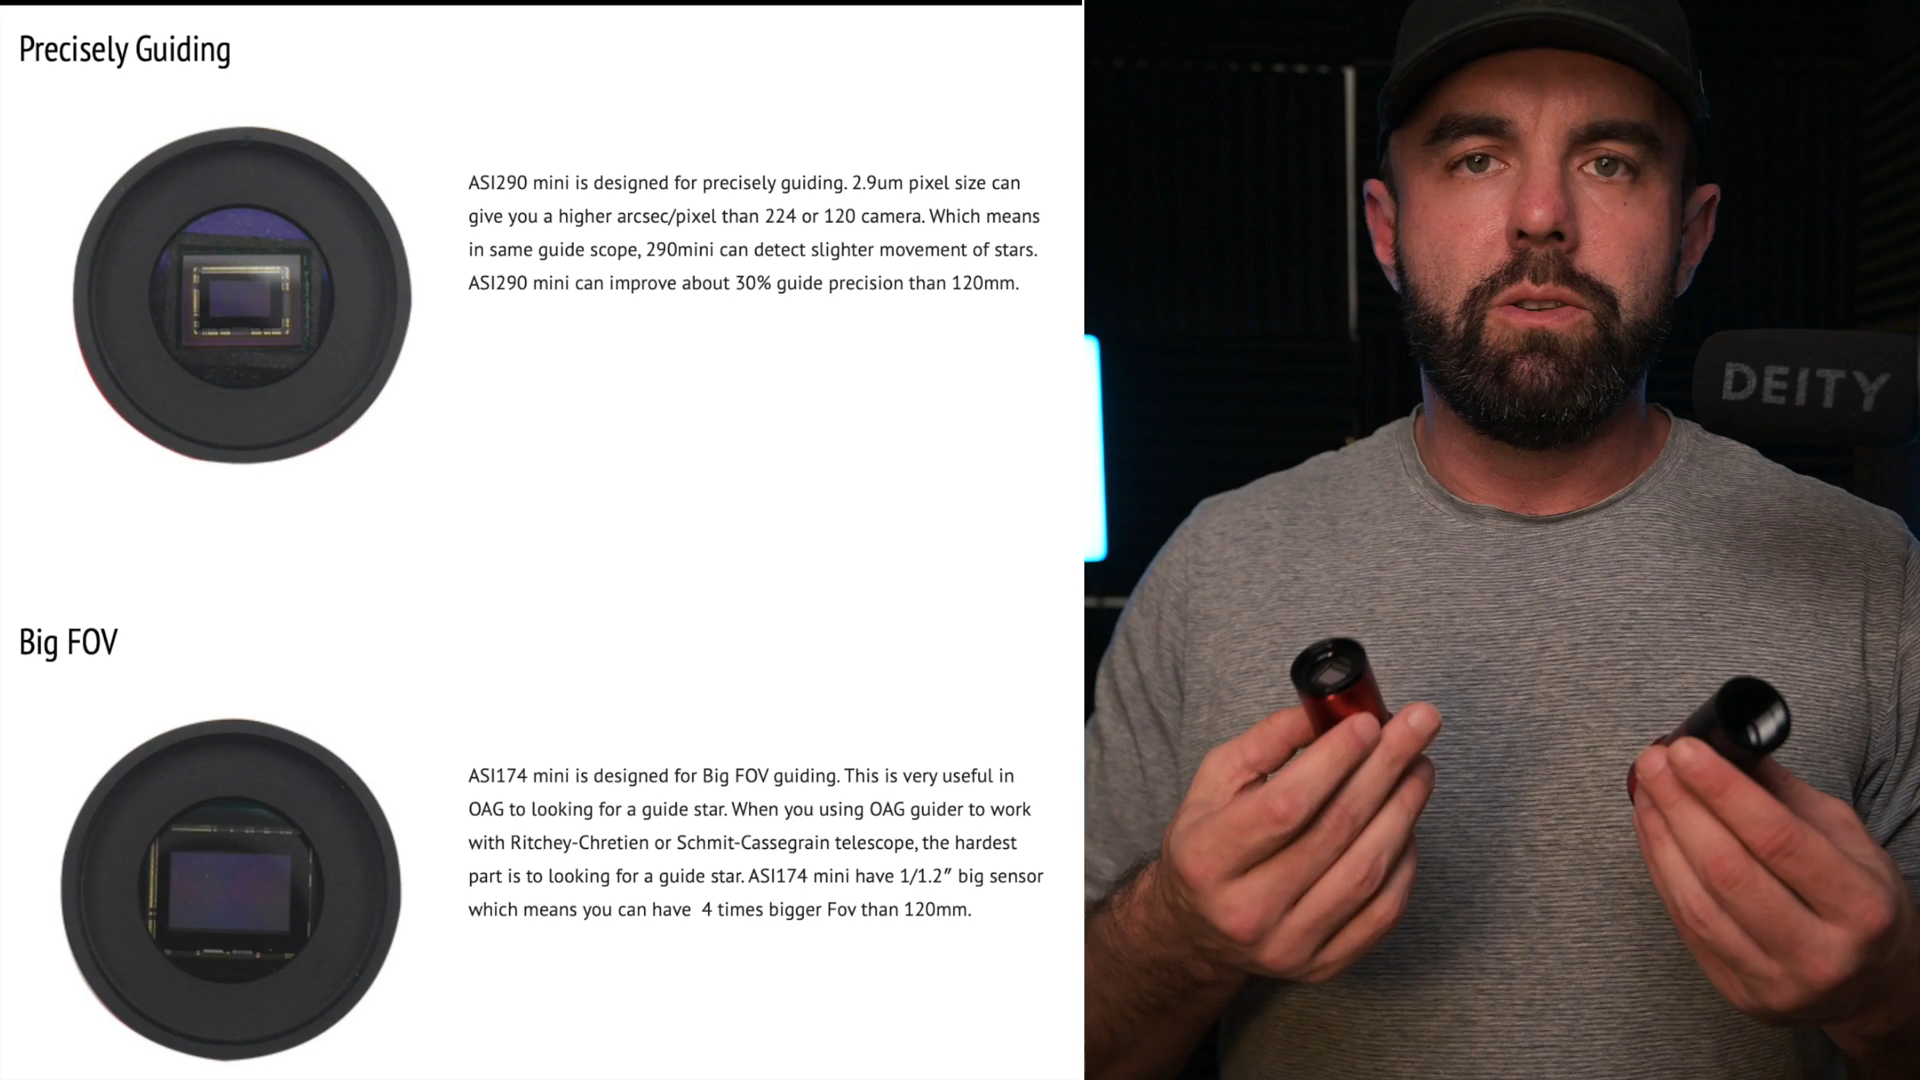 Precisely Guiding
ASI290 mini is designed for precisely guiding. 2.9um pixel size can
give you a higher arcsec/pixel than 224 or 120 camera. Which means
in same guide scope, 290mini can detect slighter movement of stars.
ASI290 mini can improve about 30% guide precision than 120mm.
Big FOV
ASI174 mini is designed for Big FOV guiding. This is very useful in
OAG to looking for a guide star. When you using OAG guider to work
with Ritchey-Chretien or Schmit-Cassegrain telescope, the hardest
part is to looking for a guide star. ASI174 mini have 1/1.2″ big sensor
which means you can have 4 times bigger Fov than 120mm.
DEITY